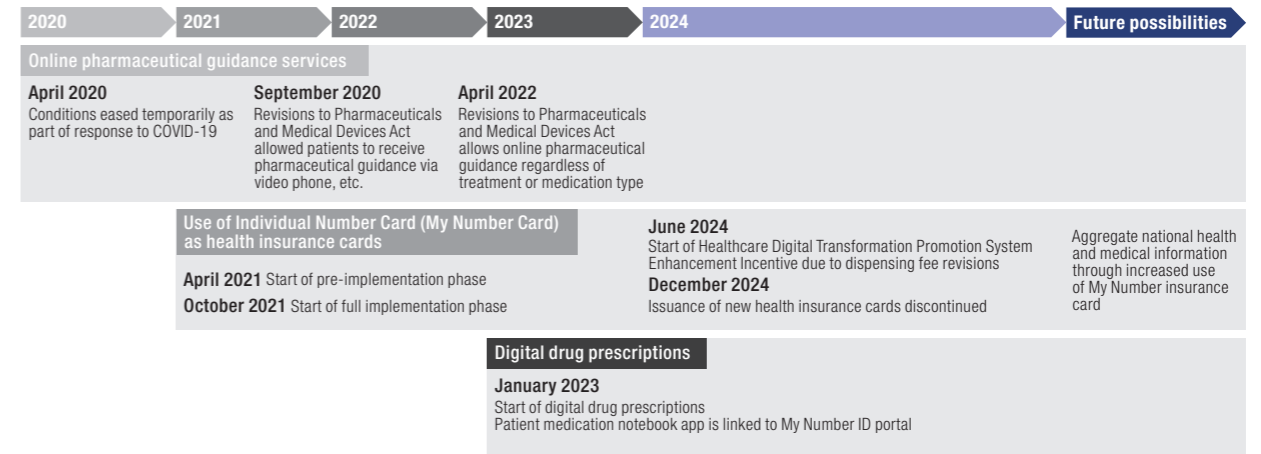 2020
2021
2022
2023
2024
Future possibilities
Online pharmaceutical guidance services
April 2020
Conditions eased temporarily as
part of response to COVID-19
September 2020
Revisions to Pharmaceuticals
and Medical Devices Act
allowed patients to receive
pharmaceutical guidance via
video phone, etc.
April 2022
Revisions to Pharmaceuticals
and Medical Devices Act
allows online pharmaceutical
guidance regardless of
treatment or medication type
Use of Individual Number Card (My Number Card)
as health insurance cards
April 2021 Start of pre-implementation phase
October 2021 Start of full implementation phase
June 2024
Start of Healthcare Digital Transformation Promotion System
Enhancement Incentive due to dispensing fee revisions
December 2024
Issuance of new health insurance cards discontinued
Aggregate national health
and medical information
through increased use
of My Number insurance
card
Digital drug prescriptions
January 2023
Start of digital drug prescriptions
Patient medication notebook app is linked to My Number ID portal